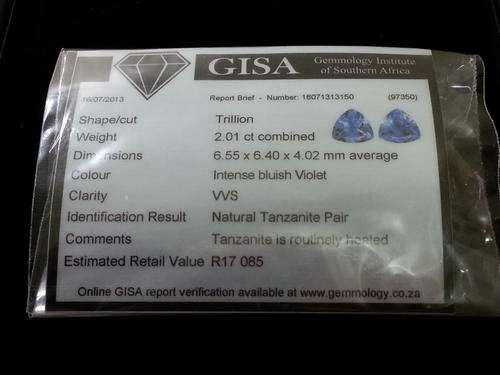 GISA Gemmology Institute
of Southern Africa
16/07/2013 Report Brief - Number: 16071313150 (97350)
Shape/cut Trillion
Weight 2.01 ct combined
Dimensions 6.55 x 6.40 x 4.02 mm average
Colour Intense bluish Violet
Clarity VVS
Identification Result Natural Tanzanite Pair
Comments Tanzanite is routinely heated
Estimated Retail Value R17 085
Online GISA report verification available at www.gemmology.co.za